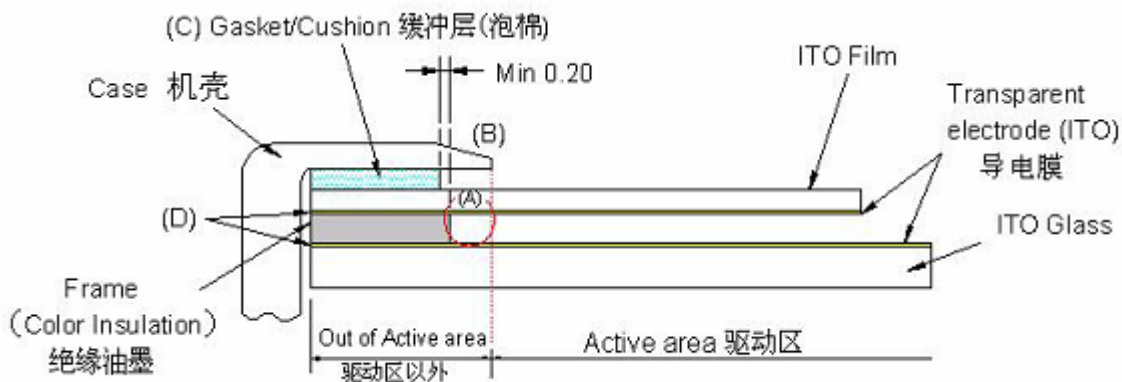 (C) Gasket/Cushion 缓冲层(泡棉)
Min 0.20
ITO Film
Case 机壳
(B)
Transparent
electrode (ITO)
导电膜
(A)
(D)
ITO Glass
Frame
（Color Insulation）
绝缘油墨
Out of Active area
驱动区以外
Active area 驱动区